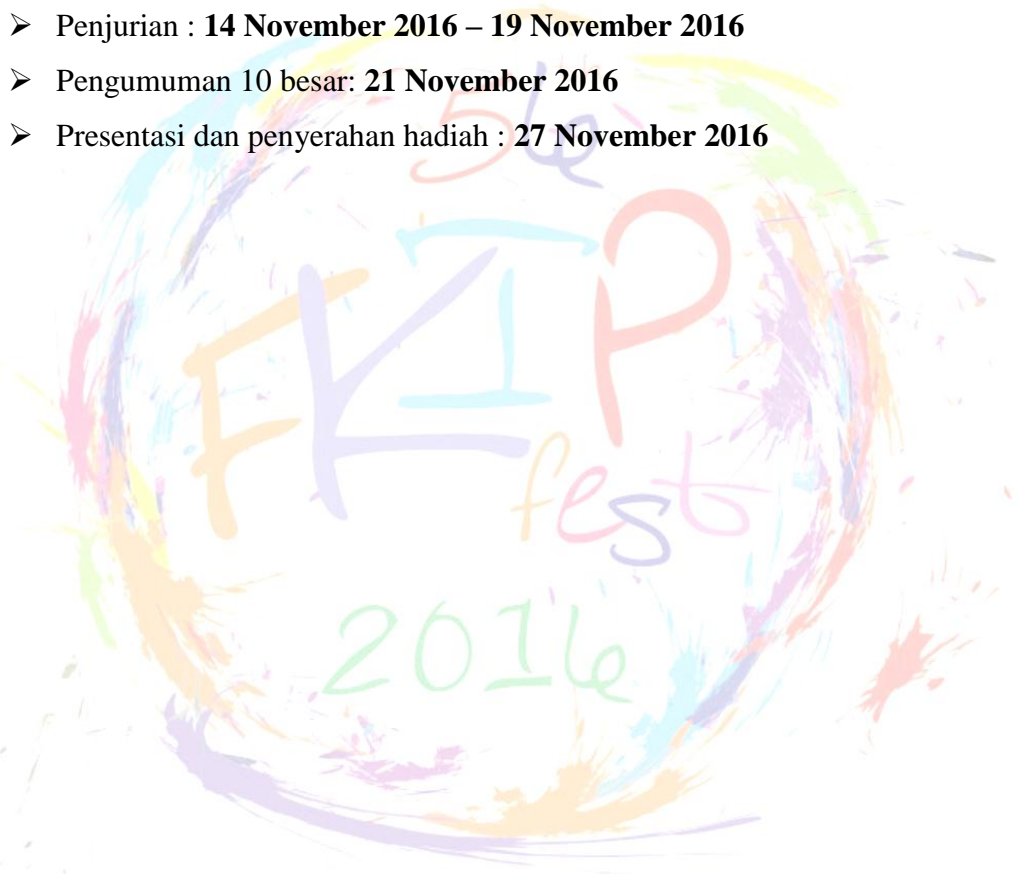 ➢ Penjurian : 14 November 2016 – 19 November 2016
➢ Pengumuman 10 besar: 21 November 2016
➢ Presentasi dan penyerahan hadiah : 27 November 2016
56
FKIP
fest
2016